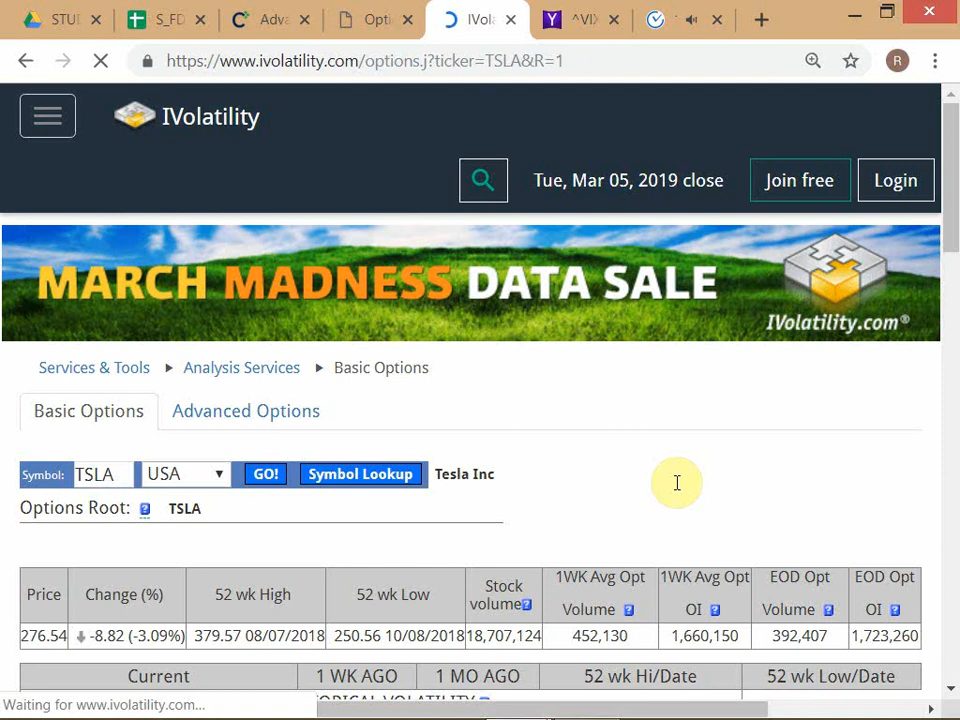 STUD
S_FD
Adva
Opti
IVola
^VIX
https://www.ivolatility.com/options.j?ticker=TSLA&R=1
R
IVolatility
Tue, Mar 05, 2019 close
Join free
Login
MARCH MADNESS DATA SALE
IVolatility.com®
Services & Tools
Analysis Services
Basic Options
Basic Options
Advanced Options
Symbol: TSLA USA GO! Symbol Lookup Tesla Inc
Options Root: ? TSLA
Price Change (%) 52 wk High 52 wk Low Stock volume ? 1WK Avg Opt Volume ? 1WK Avg Opt OI ? EOD Opt Volume ? EOD Opt OI ?
276.54 -8.82 (-3.09%) 379.57 08/07/2018 250.56 10/08/2018 18,707,124 452,130 1,660,150 392,407 1,723,260
Current 1 WK AGO 1 MO AGO 52 wk Hi/Date 52 wk Low/Date
Waiting for www.ivolatility.com...